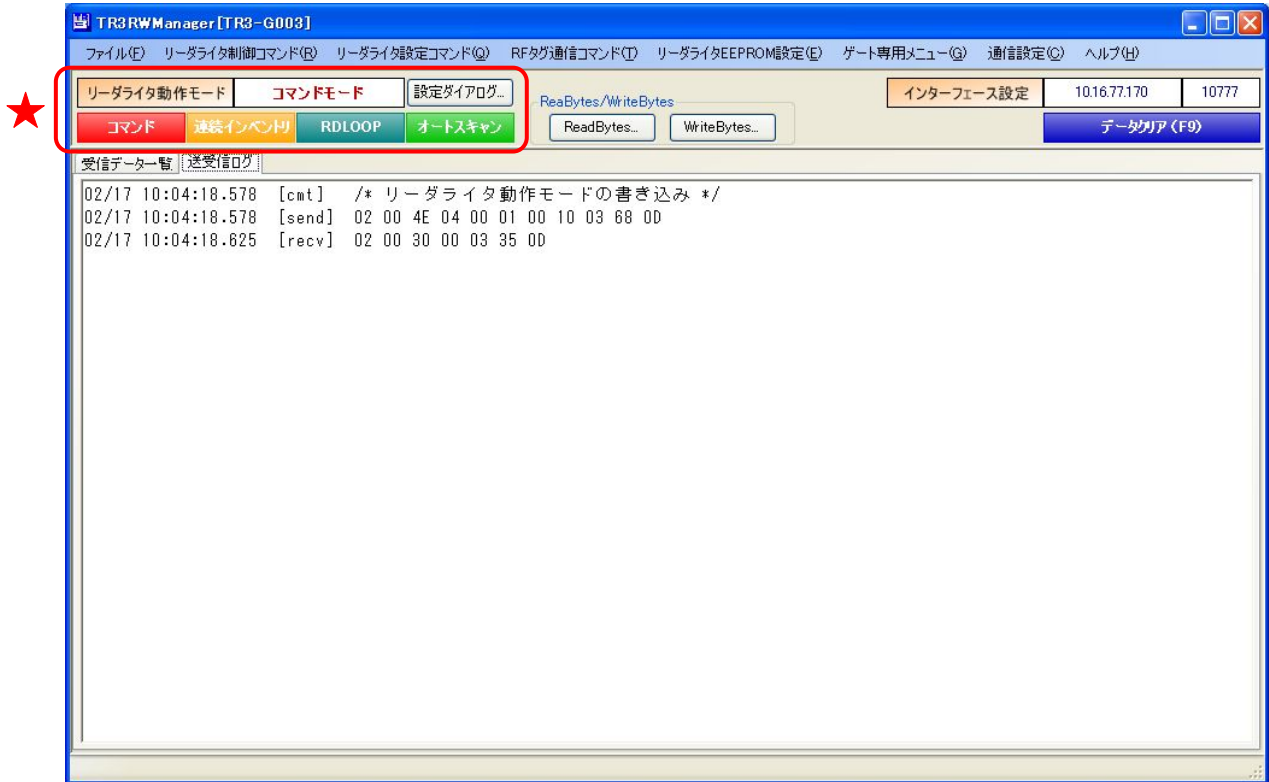 TR3RWManager[TR3-G003]
ファイル(F) リーダライタ制御コマンド(R) リーダライタ設定コマンド(Q) RFタグ通信コマンド(T) リーダライタEEPROM設定(E) ゲート専用メニュー(G) 通信設定(C) ヘルプ(H)
リーダライタ動作モード コマンドモード 設定ダイアログ...
コマンド 連続インベントリ RDLOOP オートスキャン
ReaBytes/WriteBytes
ReadBytes... WriteBytes...
インターフェース設定 10.16.77.170 10777
データクリア(F9)
受信データ一覧 送受信ログ
02/17 10:04:18.578 [cmt] /* リーダライタ動作モードの書き込み */
02/17 10:04:18.578 [send] 02 00 4E 04 00 01 00 10 03 68 0D
02/17 10:04:18.625 [recv] 02 00 30 00 03 35 0D